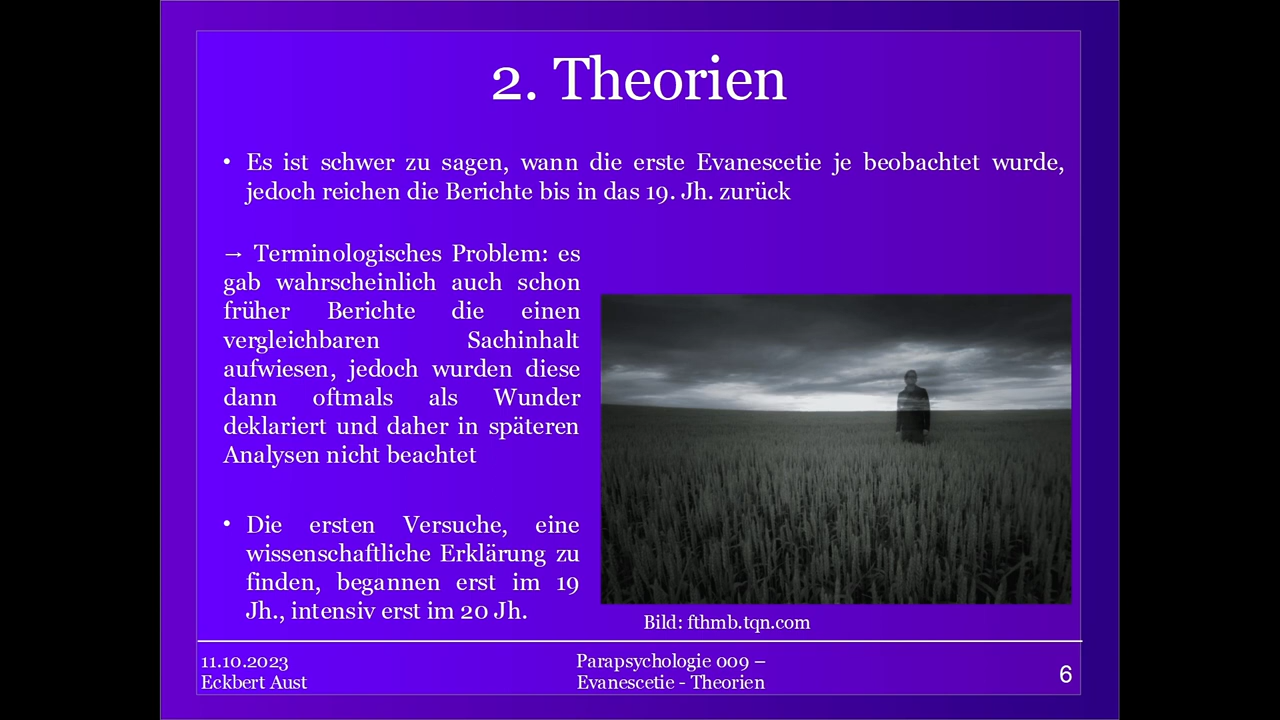 2. Theorien
• Es ist schwer zu sagen, wann die erste Evanescetie je beobachtet wurde,
jedoch reichen die Berichte bis in das 19. Jh. zurück
→ Terminologisches Problem: es
gab wahrscheinlich auch schon
früher Berichte die einen
vergleichbaren Sachinhalt
aufwiesen, jedoch wurden diese
dann oftmals als Wunder
deklariert und daher in späteren
Analysen nicht beachtet
• Die ersten Versuche, eine
wissenschaftliche Erklärung zu
finden, begannen erst im 19
Jh., intensiv erst im 20 Jh.
Bild: fthmb.tqn.com
11.10.2023
Eckbert Aust
Parapsychologie 009 –
Evanescetie - Theorien
6